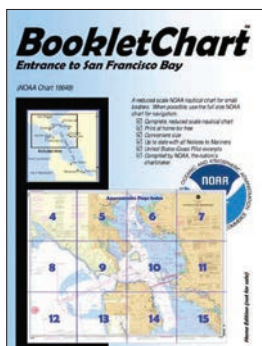 BookletChart™
Entrance to San Francisco Bay
(NOAA Chart 18649)
A reduced scale NOAA nautical chart for small
boaters. When possible, use the full size NOAA
chart for navigation.
Complete, reduced scale nautical chart
Print at home for free
Convenient size
Up to date with all Notices to Mariners
United States Coast Pilot excerpts
Compiled by NOAA, the nation's
chartmaker.
NOAA
Approximate Page Index
4 5 6 7
8 9 10 11
12 13 14 15
Home Edition (not for sale)